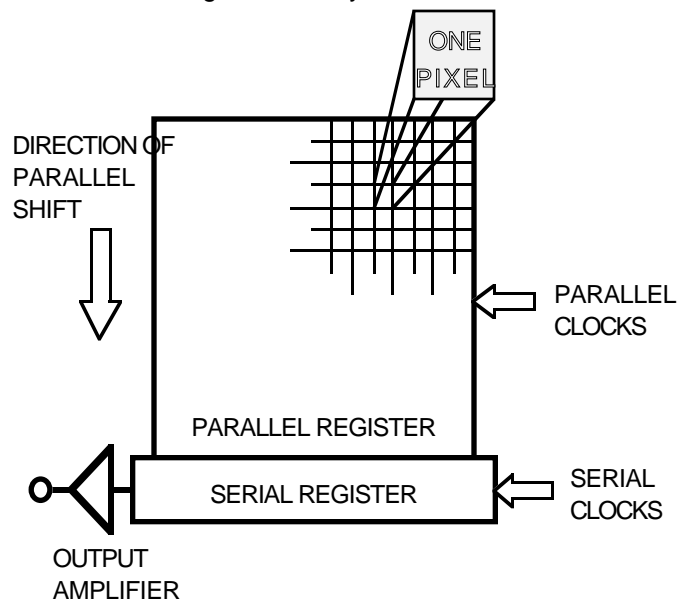 ONE
PIXEL
DIRECTION OF
PARALLEL
SHIFT
PARALLEL
CLOCKS
PARALLEL REGISTER
SERIAL REGISTER
SERIAL
CLOCKS
OUTPUT
AMPLIFIER